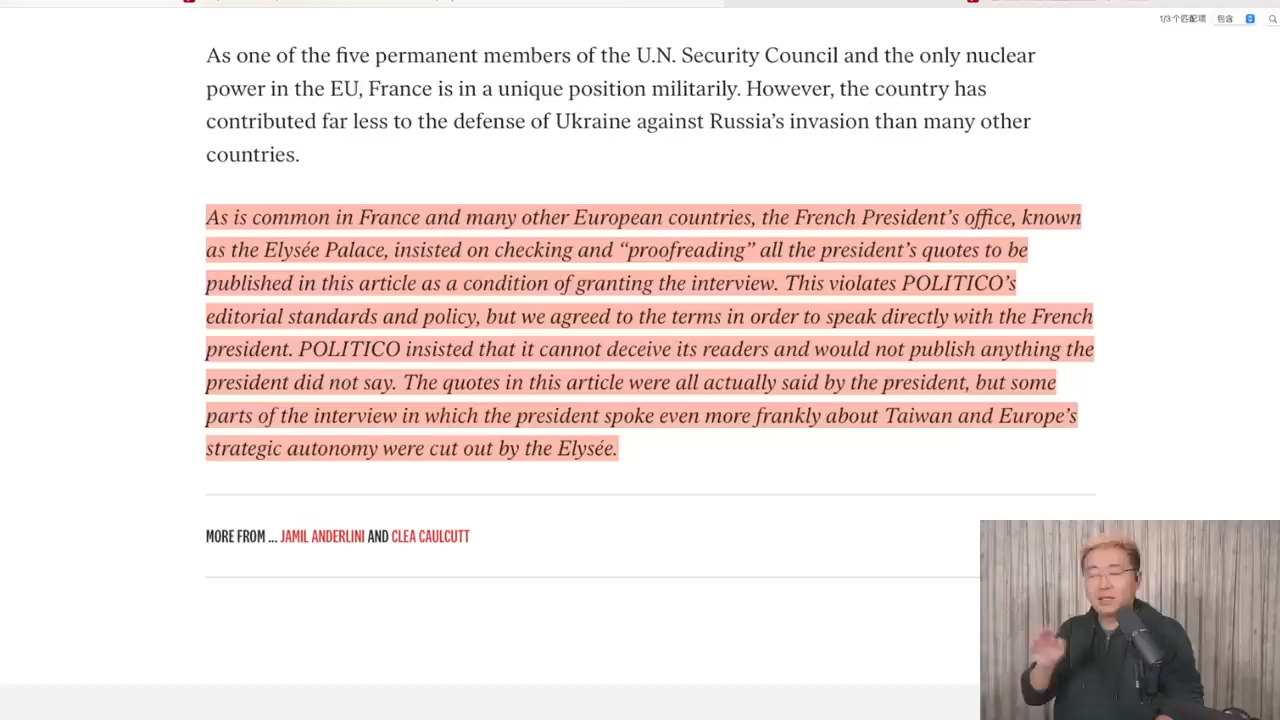 1/3个匹配项 包含
As one of the five permanent members of the U.N. Security Council and the only nuclear
power in the EU, France is in a unique position militarily. However, the country has
contributed far less to the defense of Ukraine against Russia’s invasion than many other
countries.
As is common in France and many other European countries, the French President’s office, known
as the Elysée Palace, insisted on checking and “proofreading” all the president’s quotes to be
published in this article as a condition of granting the interview. This violates POLITICO’s
editorial standards and policy, but we agreed to the terms in order to speak directly with the French
president. POLITICO insisted that it cannot deceive its readers and would not publish anything the
president did not say. The quotes in this article were all actually said by the president, but some
parts of the interview in which the president spoke even more frankly about Taiwan and Europe’s
strategic autonomy were cut out by the Elysée.
MORE FROM ... JAMIL ANDERLINI AND CLEA CAULCUTT